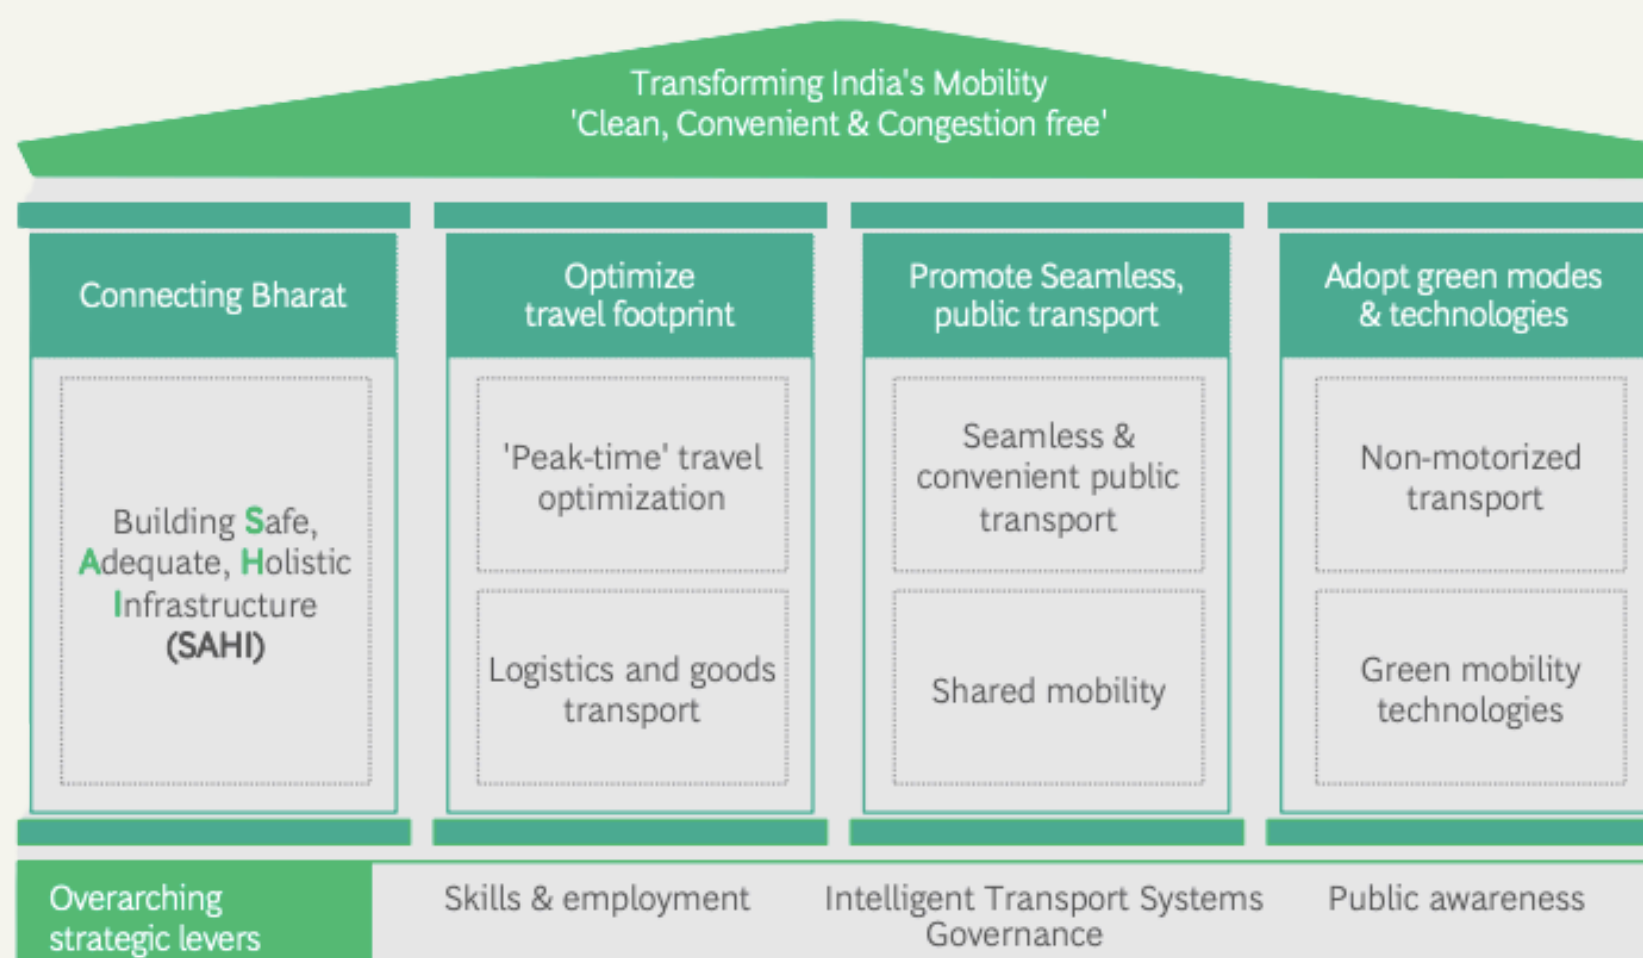 Transforming India's Mobility
'Clean, Convenient & Congestion free'
Connecting Bharat
Building Safe,
Adequate, Holistic
Infrastructure
(SAHI)
Optimize
travel footprint
'Peak-time' travel
optimization
Logistics and goods
transport
Promote Seamless,
public transport
Seamless &
convenient public
transport
Shared mobility
Adopt green modes
& technologies
Non-motorized
transport
Green mobility
technologies
Overarching
strategic levers
Skills & employment
Intelligent Transport Systems
Governance
Public awareness